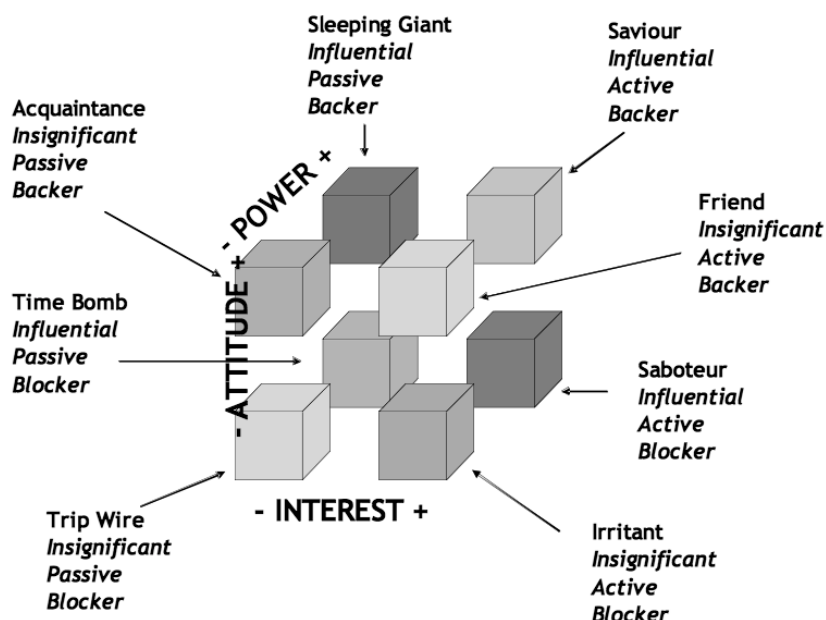 Sleeping Giant
Influential
Passive
Backer
Saviour
Influential
Active
Backer
Acquaintance
Insignificant
Passive
Backer
- POWER +
Friend
Insignificant
Active
Backer
Time Bomb
Influential
Passive
Blocker
- ATTITUDE +
Saboteur
Influential
Active
Blocker
- INTEREST +
Trip Wire
Insignificant
Passive
Blocker
Irritant
Insignificant
Active
Blocker